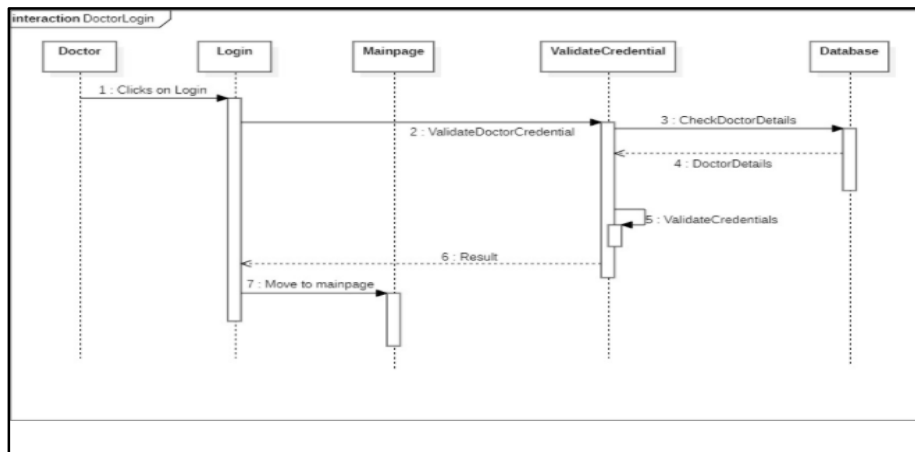 interaction DoctorLogin
Doctor
Login
Mainpage
ValidateCredential
Database
1 : Clicks on Login
2 : ValidateDoctorCredential
3 : CheckDoctorDetails
4 : DoctorDetails
5 : ValidateCredentials
6 : Result
7 : Move to mainpage